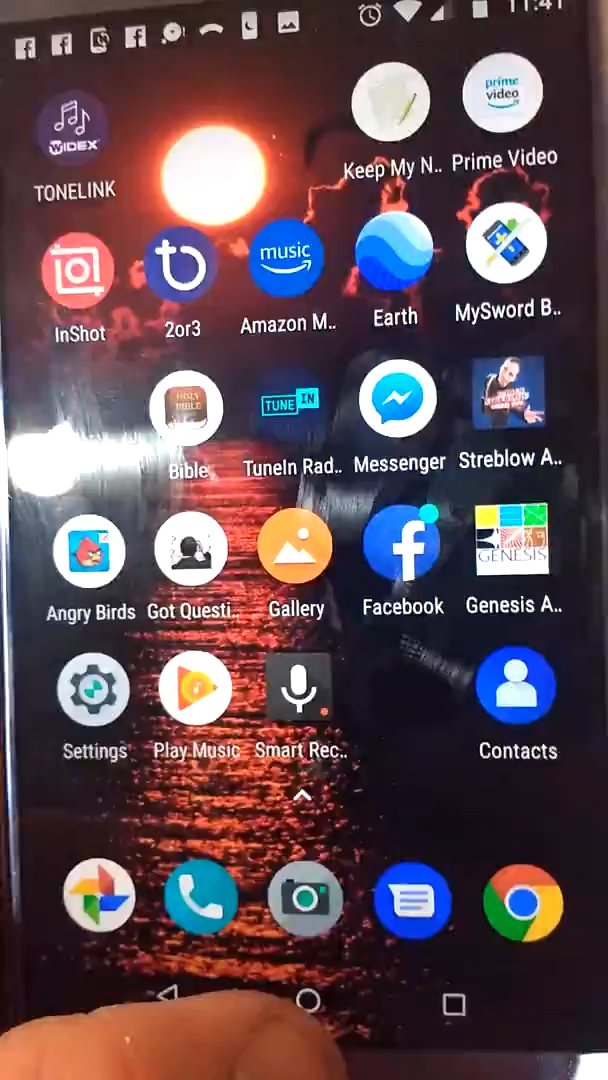 11:41
WIDEX
TONELINK
Keep My N..
prime
video
Prime Video
InShot
2or3
music
Amazon M..
Earth
MySword B..
HOLY
BIBLE
Bible
TUNE IN
TuneIn Rad..
Messenger
Streblow A..
Angry Birds
Got Questi..
Gallery
Facebook
GENESIS
Genesis A..
Settings
Play Music
Smart Rec..
Contacts